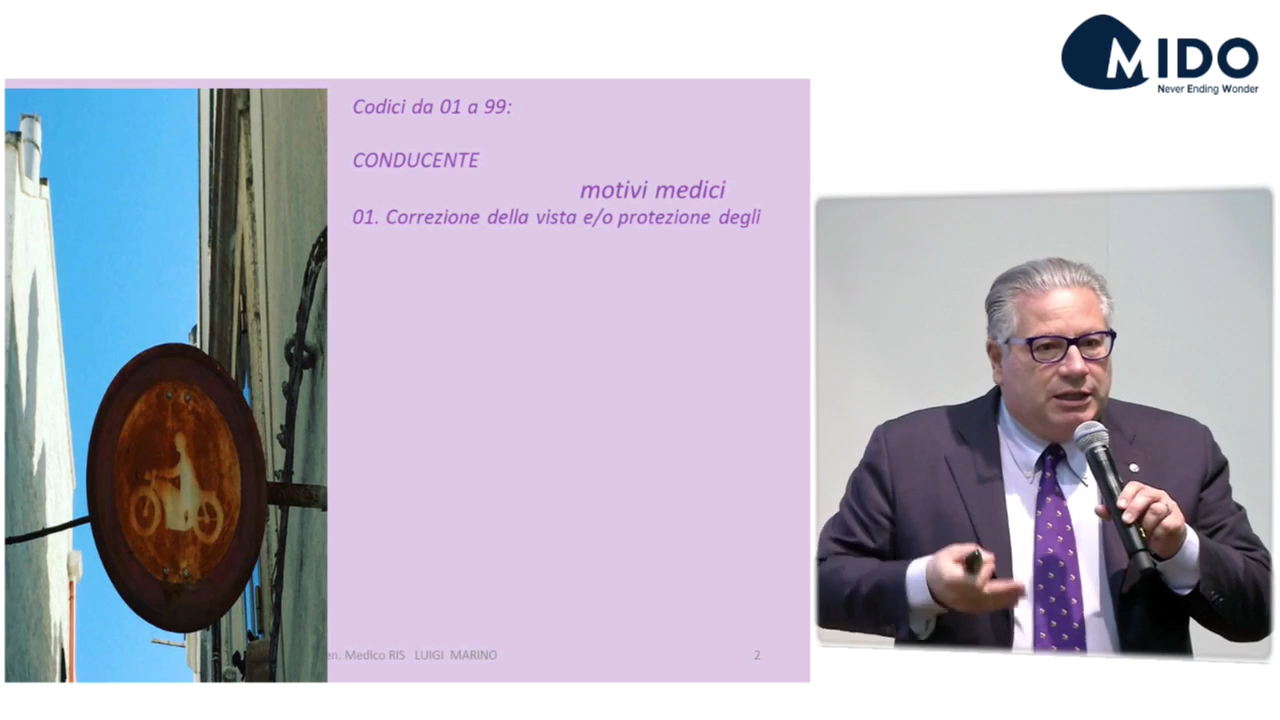 MIDO
Never Ending Wonder
Codici da 01 a 99:
CONDUCENTE
motivi medici
01. Correzione della vista e/o protezione degli
en. Medico RIS LUIGI MARINO
2